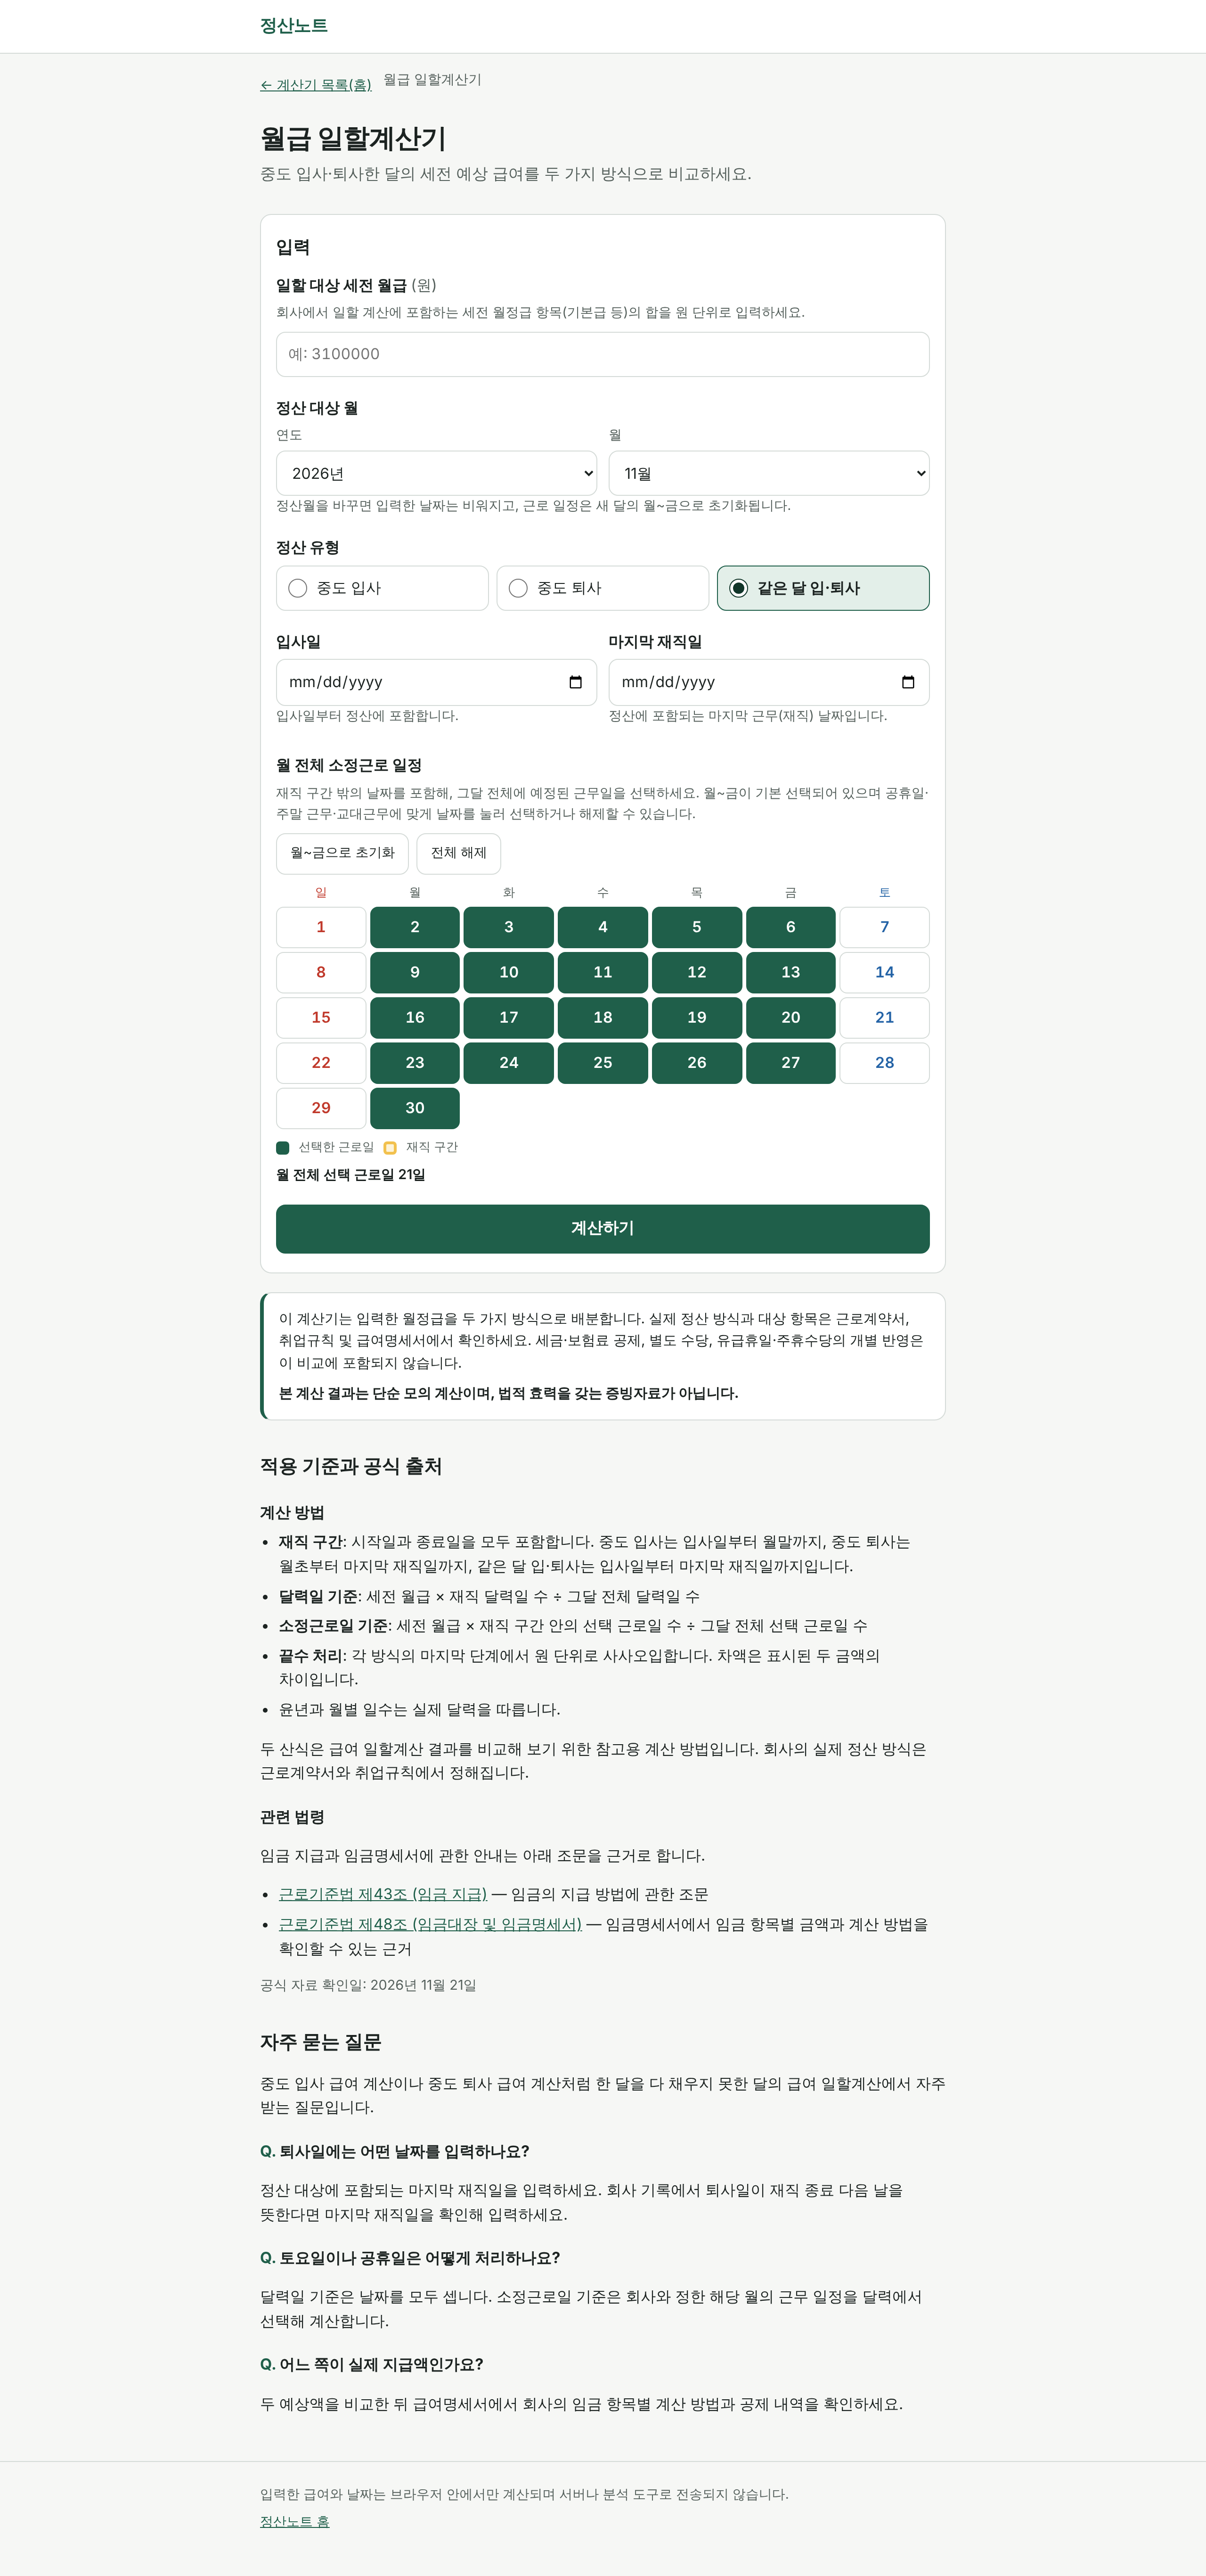 정산노트
← 계산기 목록(홈) 월급 일할계산기
월급 일할계산기
중도 입사·퇴사한 달의 세전 예상 급여를 두 가지 방식으로 비교하세요.
입력
일할 대상 세전 월급 (원)
회사에서 일할 계산에 포함하는 세전 월정급 항목(기본급 등)의 합을 원 단위로 입력하세요.
예: 3100000
정산 대상 월
연도 월
2026년 11월
정산월을 바꾸면 입력한 날짜는 비워지고, 근로 일정은 새 달의 월~금으로 초기화됩니다.
정산 유형
중도 입사 중도 퇴사 같은 달 입·퇴사
입사일 마지막 재직일
mm/dd/yyyy mm/dd/yyyy
입사일부터 정산에 포함합니다. 정산에 포함되는 마지막 근무(재직) 날짜입니다.
월 전체 소정근로 일정
재직 구간 밖의 날짜를 포함해, 그달 전체에 예정된 근무일을 선택하세요. 월~금이 기본 선택되어 있으며 공휴일·
주말 근무·교대근무에 맞게 날짜를 눌러 선택하거나 해제할 수 있습니다.
월~금으로 초기화 전체 해제
일 월 화 수 목 금 토
1 2 3 4 5 6 7
8 9 10 11 12 13 14
15 16 17 18 19 20 21
22 23 24 25 26 27 28
29 30
선택한 근로일 재직 구간
월 전체 선택 근로일 21일
계산하기
이 계산기는 입력한 월정급을 두 가지 방식으로 배분합니다. 실제 정산 방식과 대상 항목은 근로계약서,
취업규칙 및 급여명세서에서 확인하세요. 세금·보험료 공제, 별도 수당, 유급휴일·주휴수당의 개별 반영은
이 비교에 포함되지 않습니다.
본 계산 결과는 단순 모의 계산이며, 법적 효력을 갖는 증빙자료가 아닙니다.
적용 기준과 공식 출처
계산 방법
• 재직 구간: 시작일과 종료일을 모두 포함합니다. 중도 입사는 입사일부터 월말까지, 중도 퇴사는
월초부터 마지막 재직일까지, 같은 달 입·퇴사는 입사일부터 마지막 재직일까지입니다.
• 달력일 기준: 세전 월급 × 재직 달력일 수 ÷ 그달 전체 달력일 수
• 소정근로일 기준: 세전 월급 × 재직 구간 안의 선택 근로일 수 ÷ 그달 전체 선택 근로일 수
• 끝수 처리: 각 방식의 마지막 단계에서 원 단위로 사사오입합니다. 차액은 표시된 두 금액의
차이입니다.
• 윤년과 월별 일수는 실제 달력을 따릅니다.
두 산식은 급여 일할계산 결과를 비교해 보기 위한 참고용 계산 방법입니다. 회사의 실제 정산 방식은
근로계약서와 취업규칙에서 정해집니다.
관련 법령
임금 지급과 임금명세서에 관한 안내는 아래 조문을 근거로 합니다.
• 근로기준법 제43조 (임금 지급) — 임금의 지급 방법에 관한 조문
• 근로기준법 제48조 (임금대장 및 임금명세서) — 임금명세서에서 임금 항목별 금액과 계산 방법을
확인할 수 있는 근거
공식 자료 확인일: 2026년 11월 21일
자주 묻는 질문
중도 입사 급여 계산이나 중도 퇴사 급여 계산처럼 한 달을 다 채우지 못한 달의 급여 일할계산에서 자주
받는 질문입니다.
Q. 퇴사일에는 어떤 날짜를 입력하나요?
정산 대상에 포함되는 마지막 재직일을 입력하세요. 회사 기록에서 퇴사일이 재직 종료 다음 날을
뜻한다면 마지막 재직일을 확인해 입력하세요.
Q. 토요일이나 공휴일은 어떻게 처리하나요?
달력일 기준은 날짜를 모두 셉니다. 소정근로일 기준은 회사와 정한 해당 월의 근무 일정을 달력에서
선택해 계산합니다.
Q. 어느 쪽이 실제 지급액인가요?
두 예상액을 비교한 뒤 급여명세서에서 회사의 임금 항목별 계산 방법과 공제 내역을 확인하세요.
입력한 급여와 날짜는 브라우저 안에서만 계산되며 서버나 분석 도구로 전송되지 않습니다.
정산노트 홈